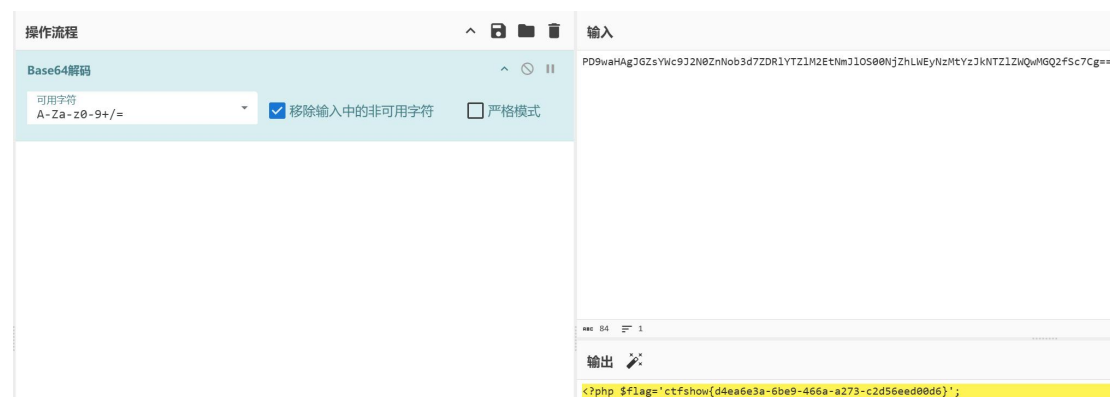 操作流程
Base64解码
可用字符
A-Za-z0-9+/=
移除输入中的非可用字符
严格模式
输入
PD9waHAgJGZsYWc9J2N0ZnNob3d7ZDRlYTZlM2EtNmJlOS00NjZhLWEyNzMtYzJkNTZlZWQwMGQ2fSc7Cg==
ABC 84 1
输出
<?php $flag='ctfshow{d4ea6e3a-6be9-466a-a273-c2d56eed00d6}';